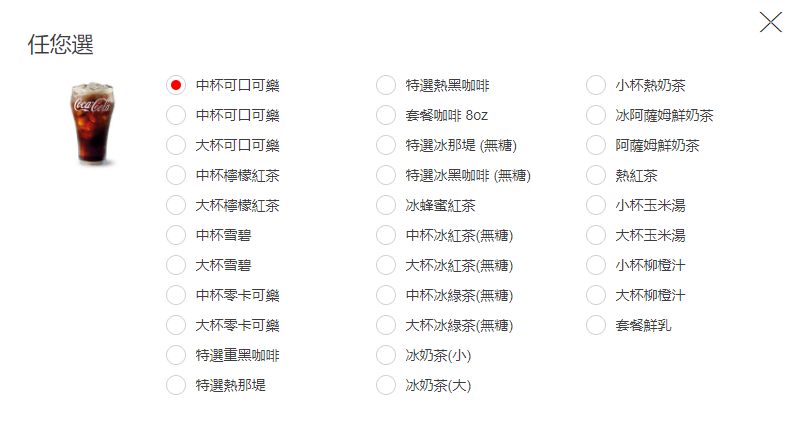 任您選
Coca-Cola
中杯可口可樂
中杯可口可樂
大杯可口可樂
中杯檸檬紅茶
大杯檸檬紅茶
中杯雪碧
大杯雪碧
中杯零卡可樂
大杯零卡可樂
特選重黑咖啡
特選熱那堤
特選熱黑咖啡
套餐咖啡 8oz
特選冰那堤 (無糖)
特選冰黑咖啡 (無糖)
冰蜂蜜紅茶
中杯冰紅茶(無糖)
大杯冰紅茶(無糖)
中杯冰綠茶(無糖)
大杯冰綠茶(無糖)
冰奶茶(小)
冰奶茶(大)
小杯熱奶茶
冰阿薩姆鮮奶茶
阿薩姆鮮奶茶
熱紅茶
小杯玉米湯
大杯玉米湯
小杯柳橙汁
大杯柳橙汁
套餐鮮乳